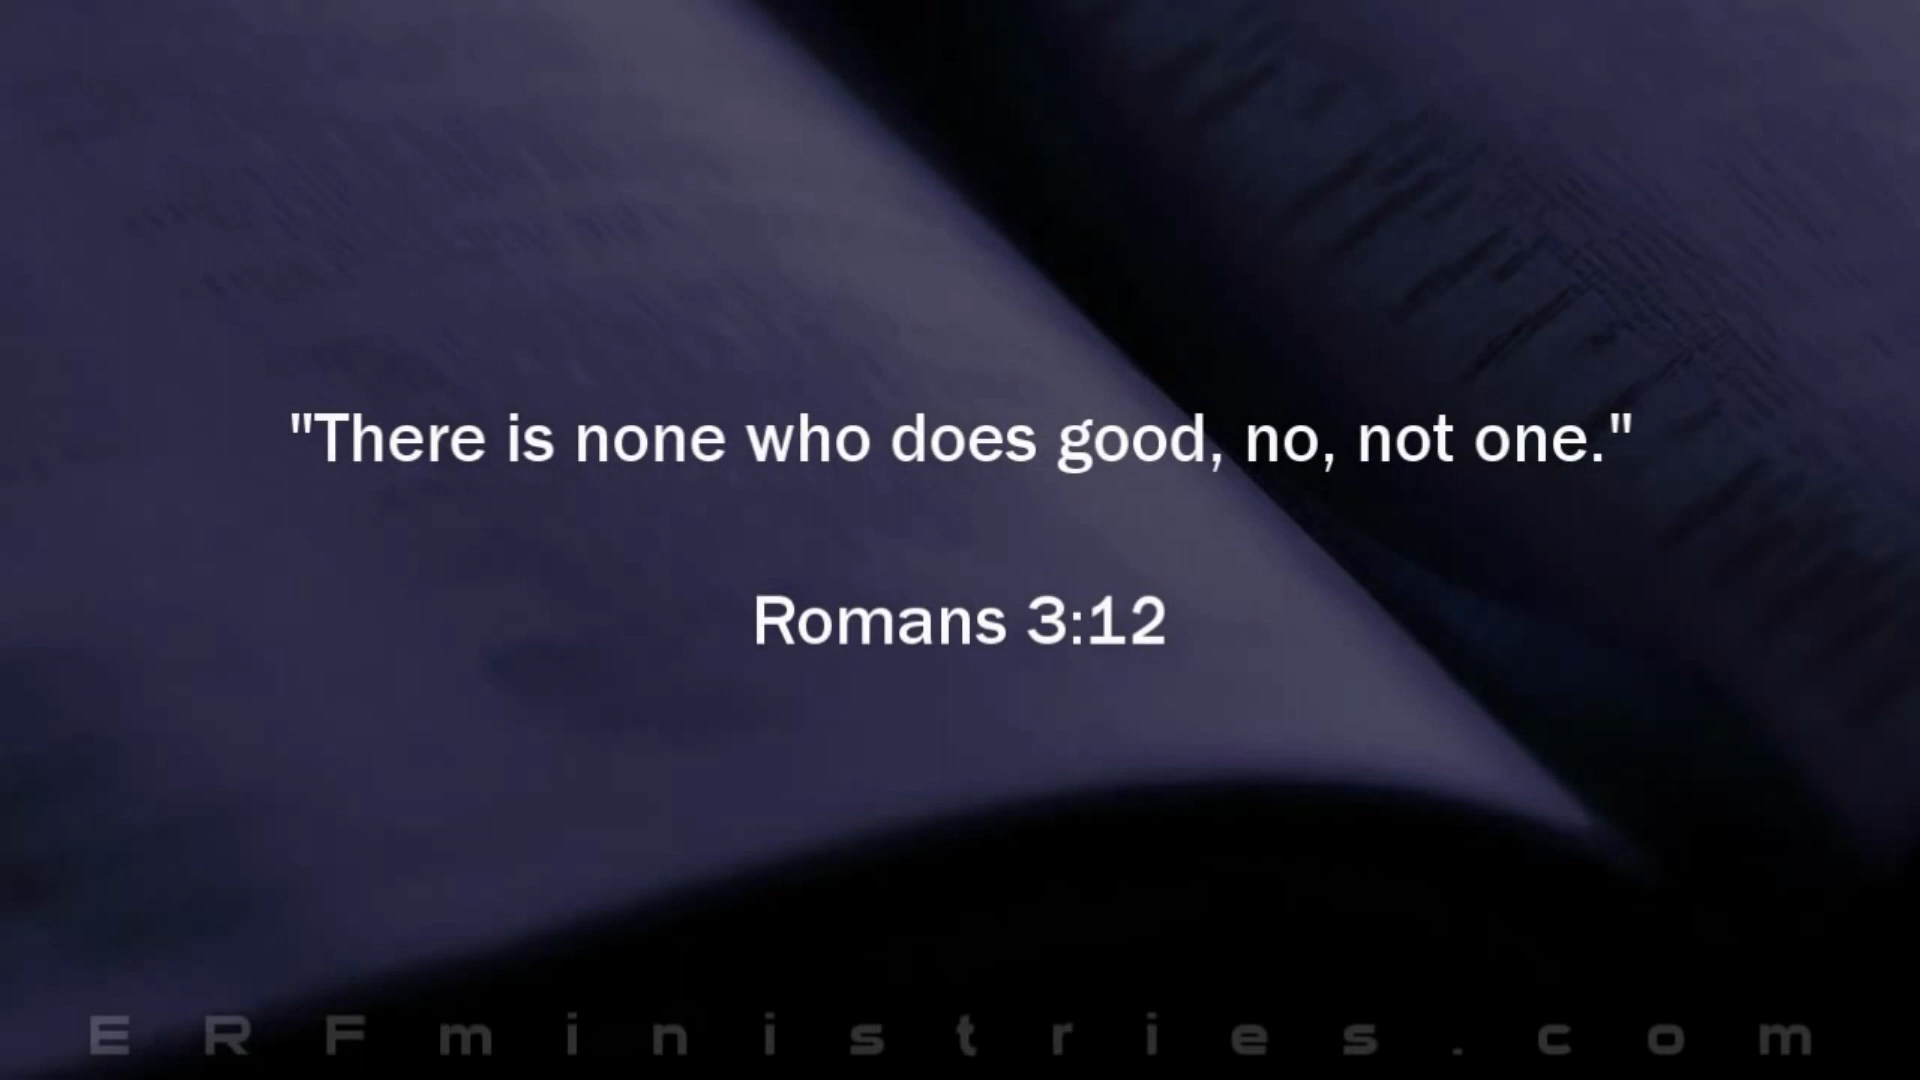 "There is none who does good, no, not one."
Romans 3:12
ERFministries.com